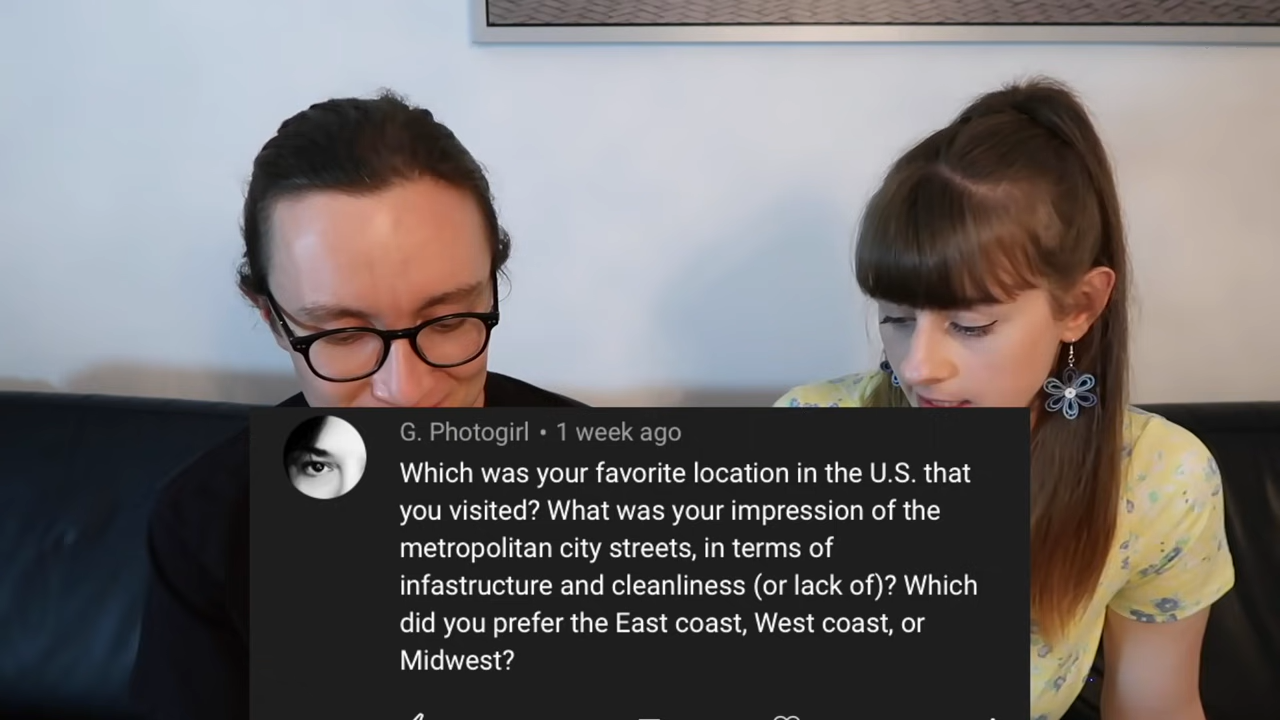 G. Photogirl • 1 week ago
Which was your favorite location in the U.S. that
you visited? What was your impression of the
metropolitan city streets, in terms of
infastructure and cleanliness (or lack of)? Which
did you prefer the East coast, West coast, or
Midwest?